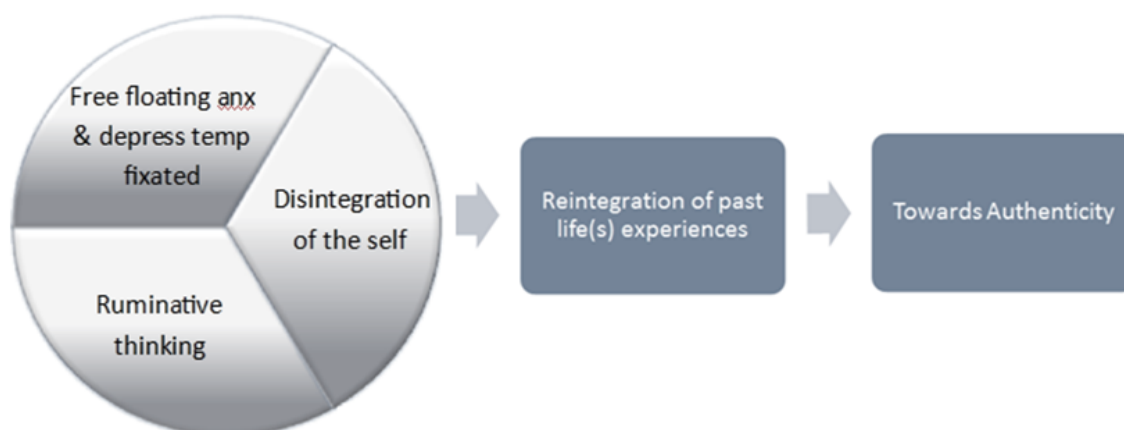 Free floating anx
& depress temp
fixated
Disintegration
of the self
Ruminative
thinking
Reintegration of past
life(s) experiences
Towards Authenticity